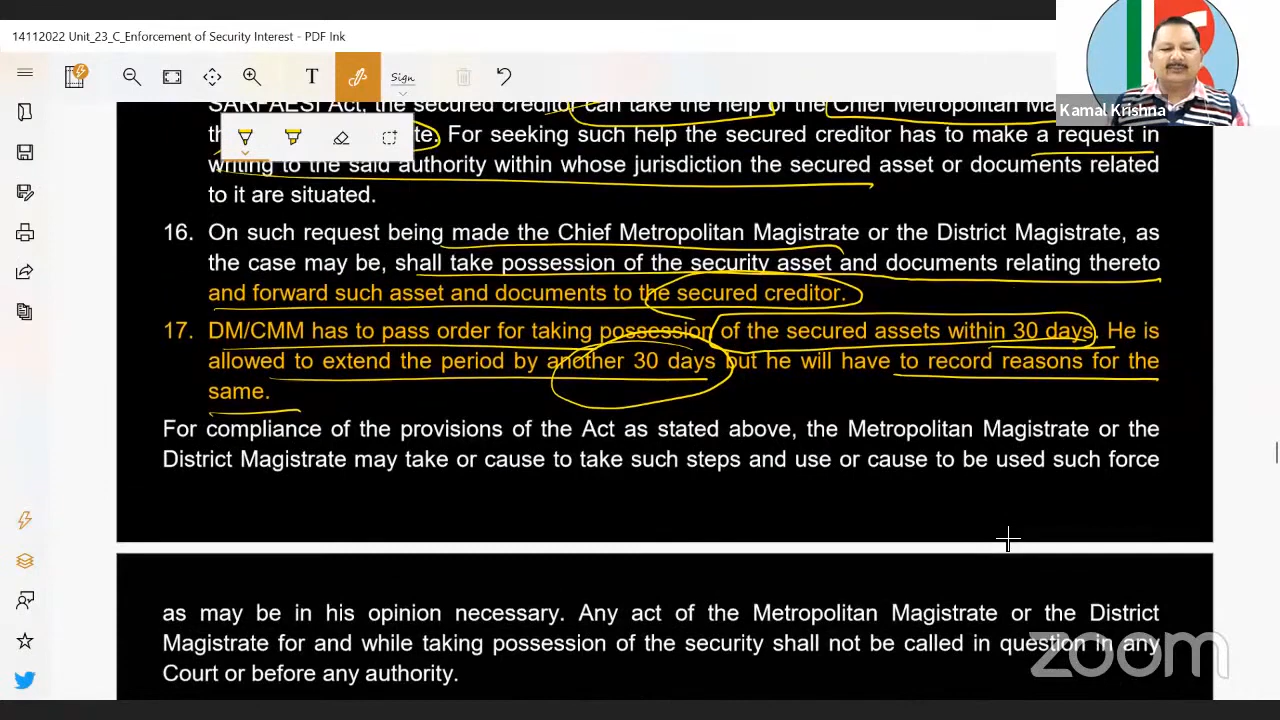 14112022 Unit_23_C_Enforcement of Security Interest - PDF Ink
T
Sign
Kamal Krishna
SARFAESI Act, the secured creditor can take the help of the Chief Metropolitan
For seeking such help the secured creditor has to make a request in
writing to the said authority within whose jurisdiction the secured asset or documents related
to it are situated.
16. On such request being made the Chief Metropolitan Magistrate or the District Magistrate, as
the case may be, shall take possession of the security asset and documents relating thereto
and forward such asset and documents to the secured creditor.
17. DM/CMM has to pass order for taking possession of the secured assets within 30 days. He is
allowed to extend the period by another 30 days but he will have to record reasons for the
same.
For compliance of the provisions of the Act as stated above, the Metropolitan Magistrate or the
District Magistrate may take or cause to take such steps and use or cause to be used such force
as may be in his opinion necessary. Any act of the Metropolitan Magistrate or the District
Magistrate for and while taking possession of the security shall not be called in question in any
Court or before any authority.
zoom